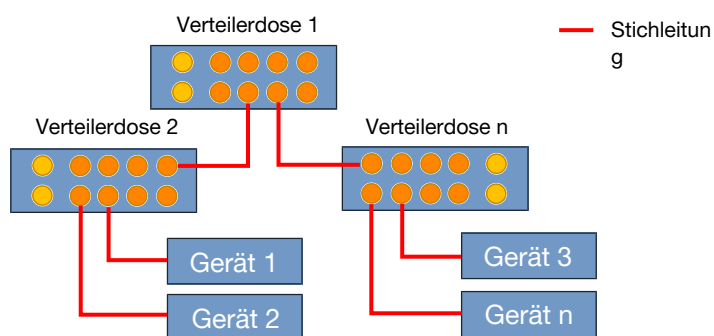 Verteilerdose 1
Stichleitun
g
Verteilerdose 2
Verteilerdose n
Gerät 1
Gerät 3
Gerät 2
Gerät n